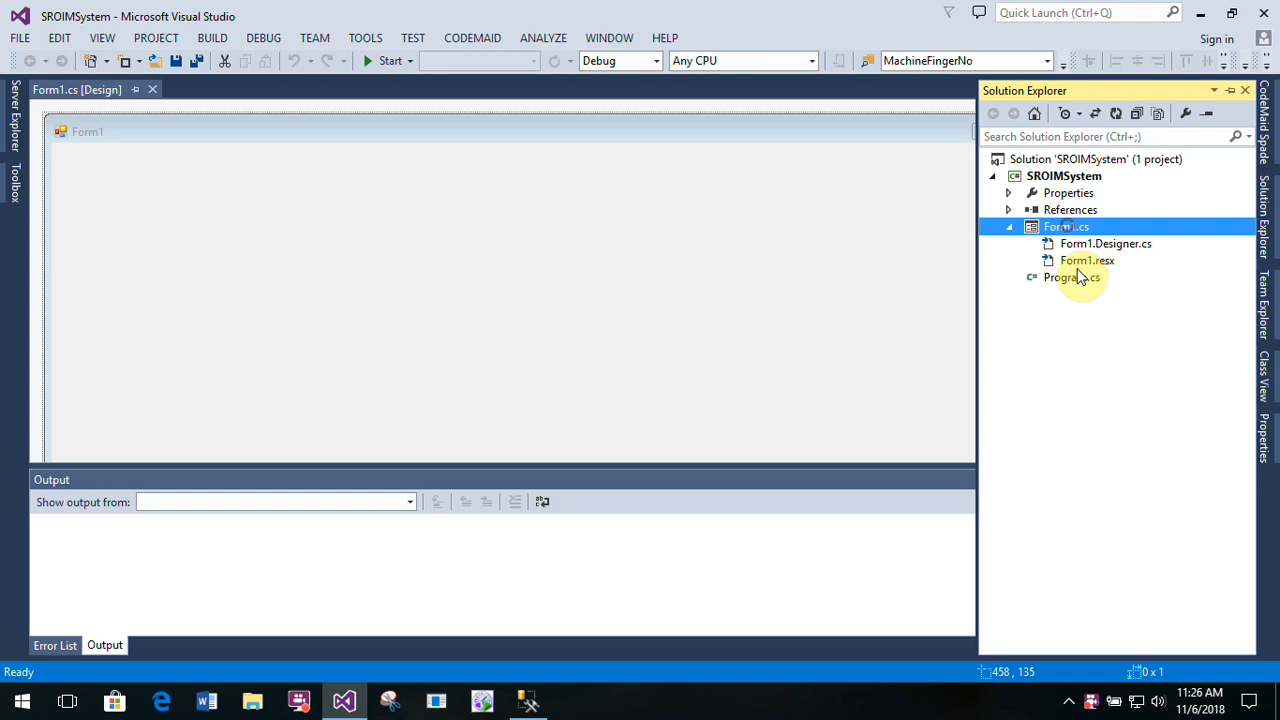 SROIMSystem - Microsoft Visual Studio
Quick Launch (Ctrl+Q)
FILE EDIT VIEW PROJECT BUILD DEBUG TEAM TOOLS TEST CODEMAID ANALYZE WINDOW HELP
Sign in
Start Debug Any CPU MachineFingerNo
Server Explorer
Toolbox
Form1.cs [Design]
Form1
Solution Explorer
Search Solution Explorer (Ctrl+;)
Solution 'SROIMSystem' (1 project)
SROIMSystem
Properties
References
Form1.cs
Form1.Designer.cs
Form1.resx
Program.cs
CodeMaid Spade
Solution Explorer
Team Explorer
Class View
Properties
Output
Show output from:
Error List Output
Ready
458 , 135
0 x 1
11:26 AM
11/6/2018